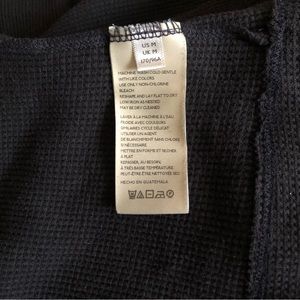 US M
UK M
170/96A
MACHINE WASH COLD GENTLE
WITH LIKE COLORS
USE ONLY NON-CHLORINE
BLEACH
RESHAPE AND LAY FLAT TO DRY
LOW IRON AS NEEDED
MAY BE DRY CLEANED
LAVER À LA MACHINE À L'EAU
FROIDE AVEC COULEURS
SIMILAIRES CYCLE DÉLICAT
UTILISER UN AGENT
DE BLANCHIMENT SANS CHLORE
SI NÉCESSAIRE
METTRE EN FORME ET SÉCHER
À PLAT
REPASSER, AU BESOIN,
À TRÈS BASSE TEMPÉRATURE
PEUT-ÊTRE ÊTRE NETTOYÉE SEC
HECHO EN GUATEMALA